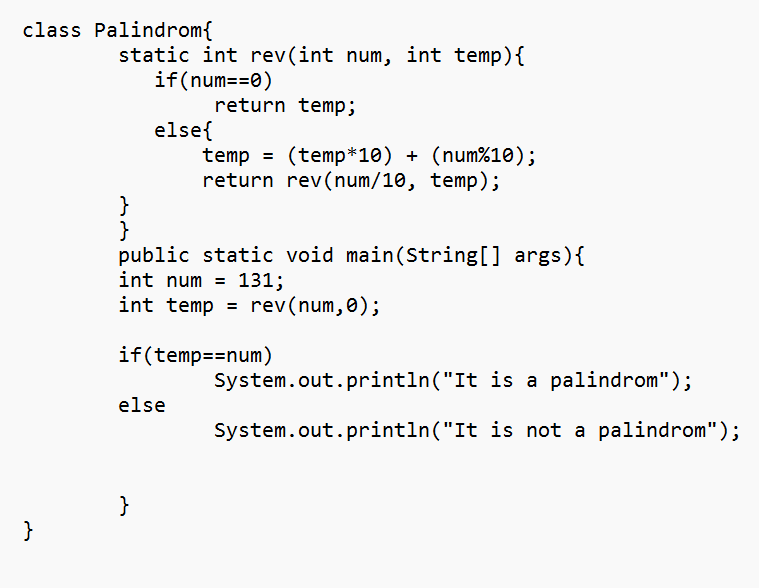 class Palindrom{
static int rev(int num, int temp){
if(num==0)
return temp;
else{
temp = (temp*10) + (num%10);
return rev(num/10, temp);
}
}
public static void main(String[] args){
int num = 131;
int temp = rev(num,0);
if(temp==num)
System.out.println("It is a palindrom");
else
System.out.println("It is not a palindrom");
}
}